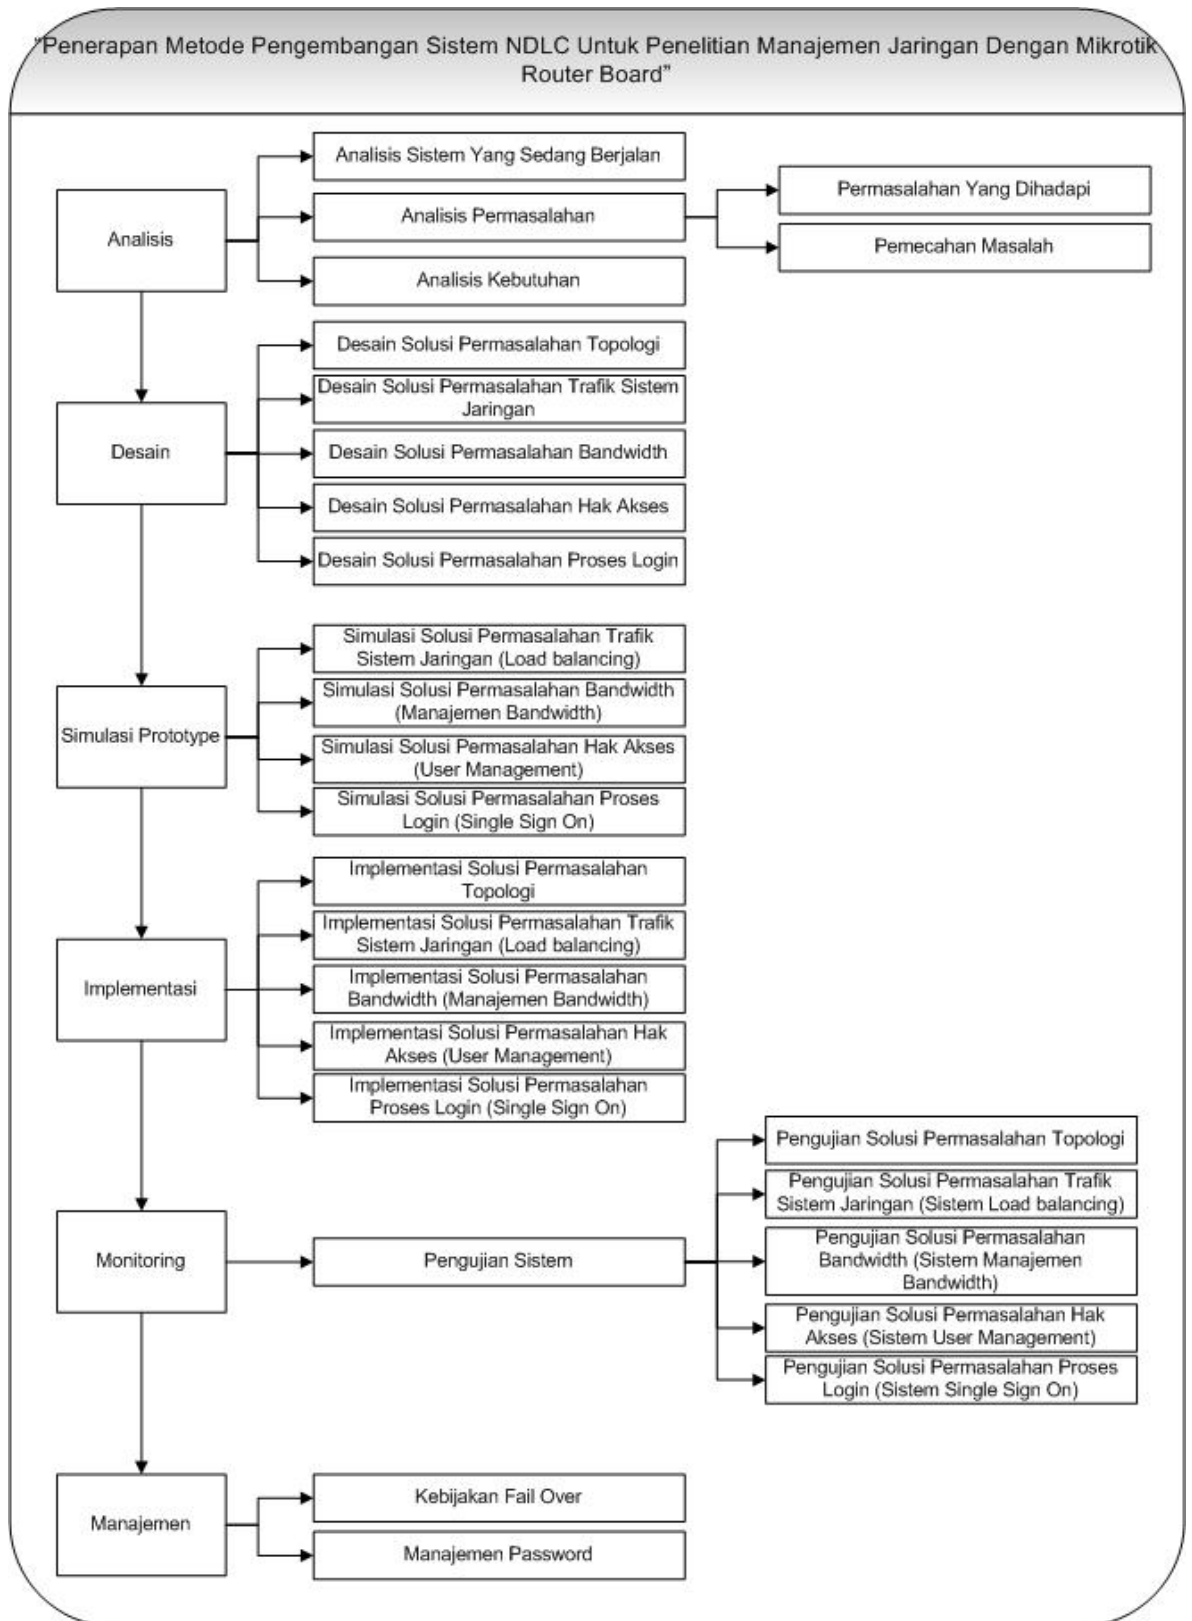 "Penerapan Metode Pengembangan Sistem NDLC Untuk Penelitian Manajemen Jaringan Dengan Mikrotik
Router Board"
Analisis
Analisis Sistem Yang Sedang Berjalan
Analisis Permasalahan
Permasalahan Yang Dihadapi
Pemecahan Masalah
Analisis Kebutuhan
Desain
Desain Solusi Permasalahan Topologi
Desain Solusi Permasalahan Trafik Sistem
Jaringan
Desain Solusi Permasalahan Bandwidth
Desain Solusi Permasalahan Hak Akses
Desain Solusi Permasalahan Proses Login
Simulasi Prototype
Simulasi Solusi Permasalahan Trafik
Sistem Jaringan (Load balancing)
Simulasi Solusi Permasalahan Bandwidth
(Manajemen Bandwidth)
Simulasi Solusi Permasalahan Hak Akses
(User Management)
Simulasi Solusi Permasalahan Proses
Login (Single Sign On)
Implementasi
Implementasi Solusi Permasalahan
Topologi
Implementasi Solusi Permasalahan Trafik
Sistem Jaringan (Load balancing)
Implementasi Solusi Permasalahan
Bandwidth (Manajemen Bandwidth)
Implementasi Solusi Permasalahan Hak
Akses (User Management)
Implementasi Solusi Permasalahan
Proses Login (Single Sign On)
Monitoring
Pengujian Sistem
Pengujian Solusi Permasalahan Topologi
Pengujian Solusi Permasalahan Trafik
Sistem Jaringan (Sistem Load balancing)
Pengujian Solusi Permasalahan
Bandwidth (Sistem Manajemen
Bandwidth)
Pengujian Solusi Permasalahan Hak
Akses (Sistem User Management)
Pengujian Solusi Permasalahan Proses
Login (Sistem Single Sign On)
Manajemen
Kebijakan Fail Over
Manajemen Password